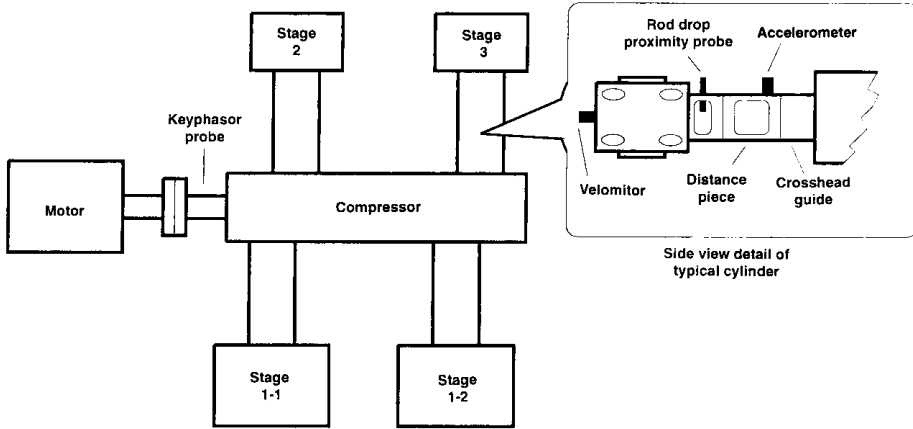 Stage
2
Stage
3
Rod drop
proximity probe
Accelerometer
Keyphasor
probe
Motor
Compressor
Velomitor
Distance
piece
Crosshead
guide
Side view detail of
typical cylinder
Stage
1-1
Stage
1-2